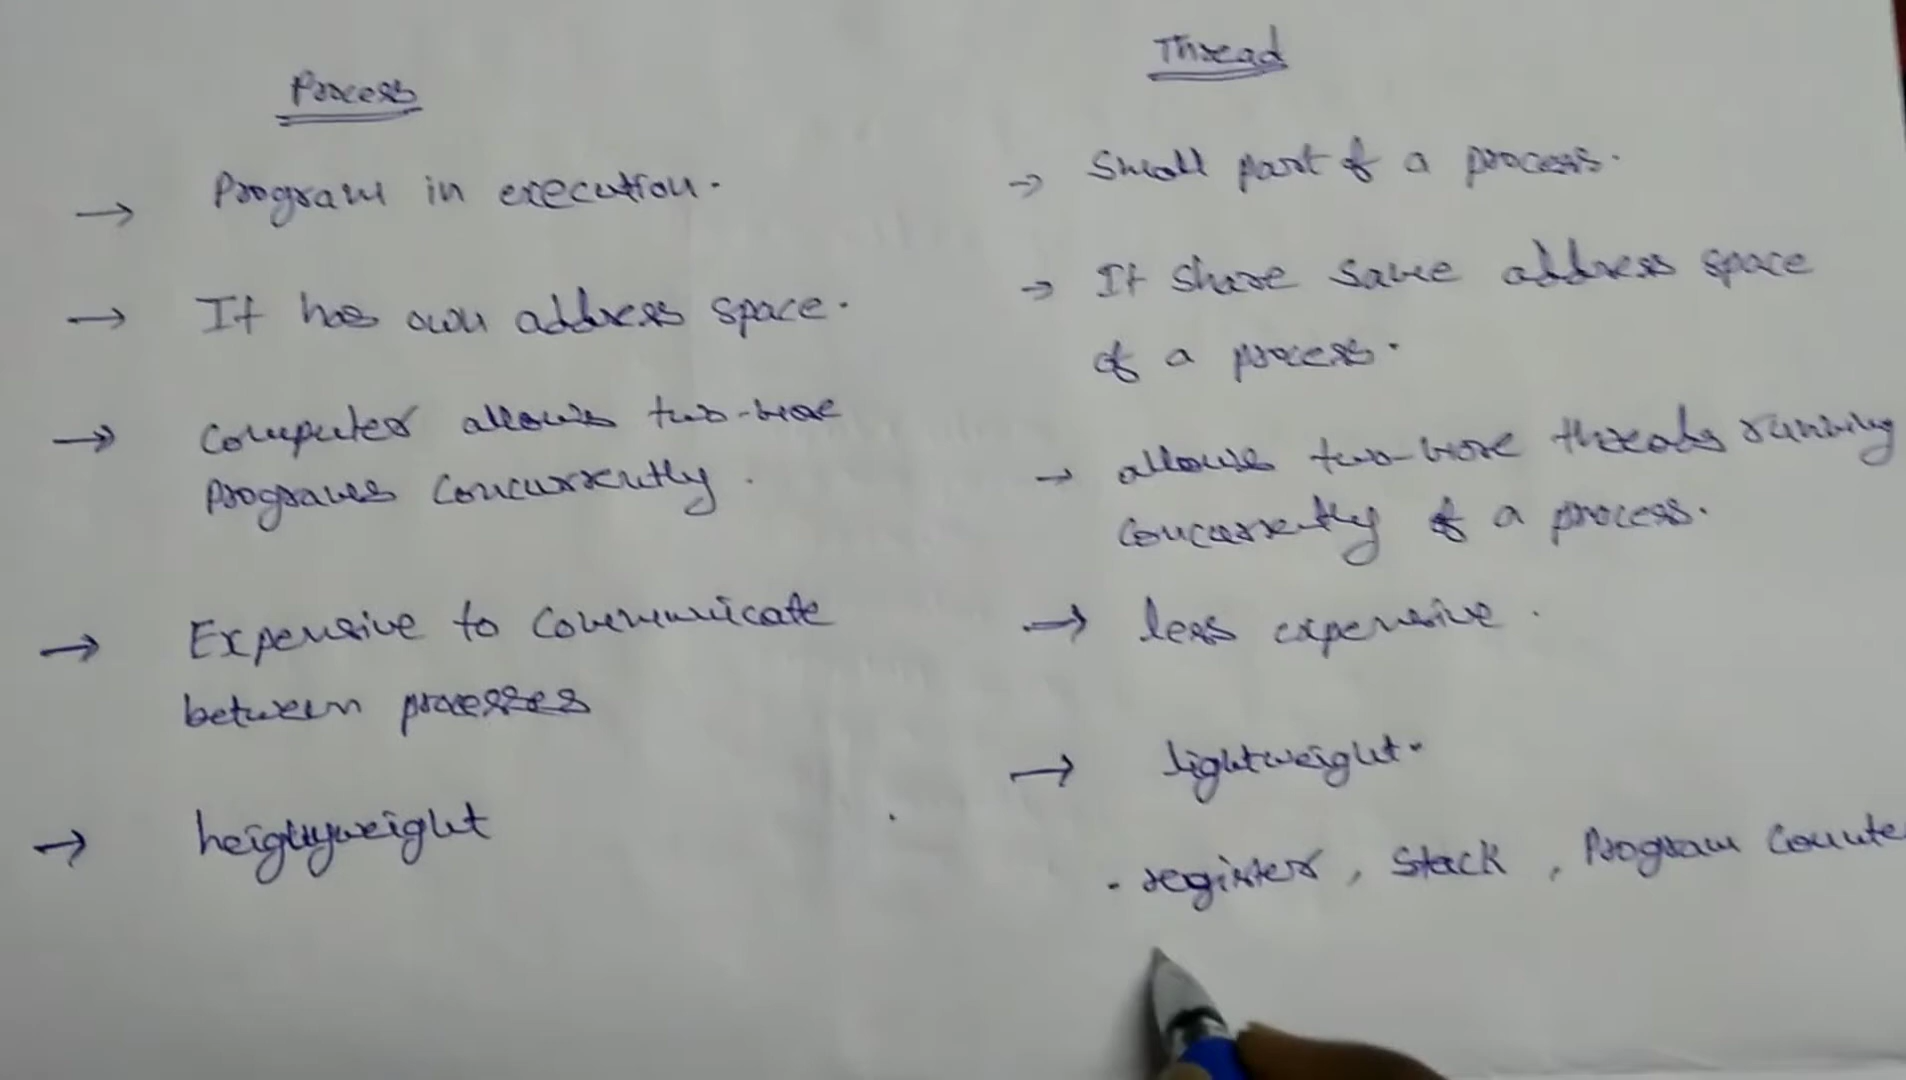 Process
→ Program in execution.
→ It has own address space.
→ Computer allows two-more
programs concurrently.
→ Expensive to communicate
between processes
→ heighyweight
Thread
→ Small part of a process.
→ It share same address space
of a process.
→ allows two-more threads running
concurrently of a process.
→ less expensive.
→ lightweight.
. register, stack, Program Counte